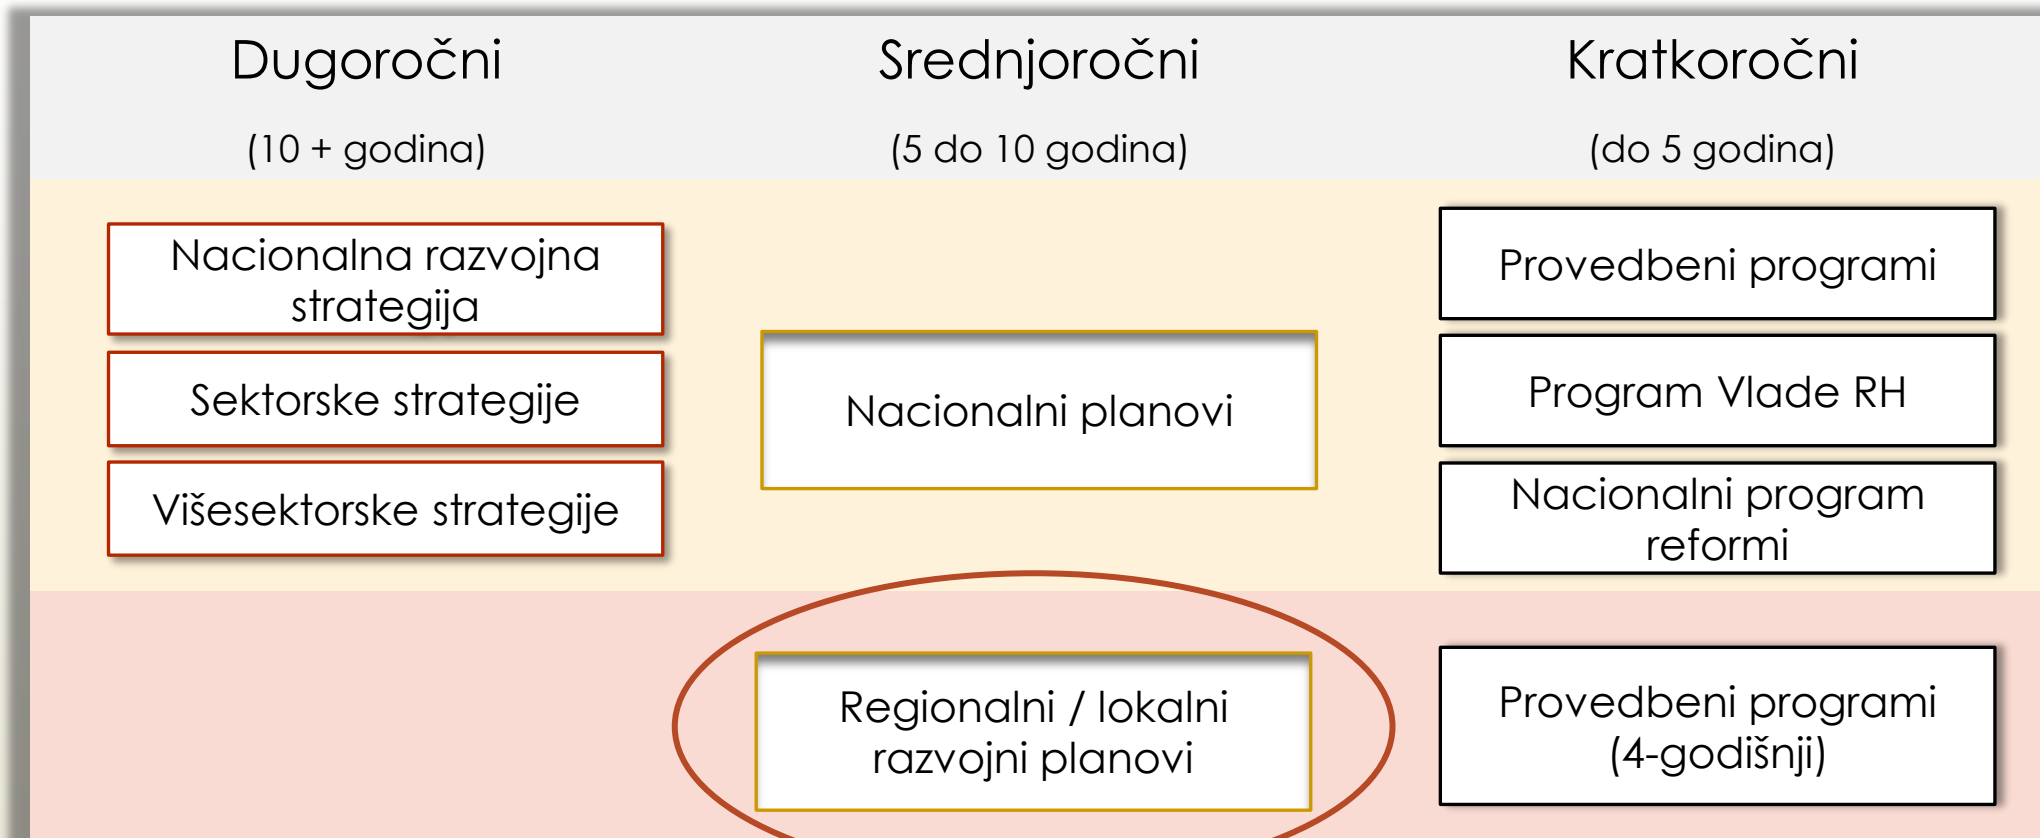 Dugoročni
(10 + godina)
Srednjoročni
(5 do 10 godina)
Kratkoročni
(do 5 godina)
Nacionalna razvojna
strategija
Sektorske strategije
Višesektorske strategije
Nacionalni planovi
Provedbeni programi
Program Vlade RH
Nacionalni program
reformi
Regionalni / lokalni
razvojni planovi
Provedbeni programi
(4-godišnji)